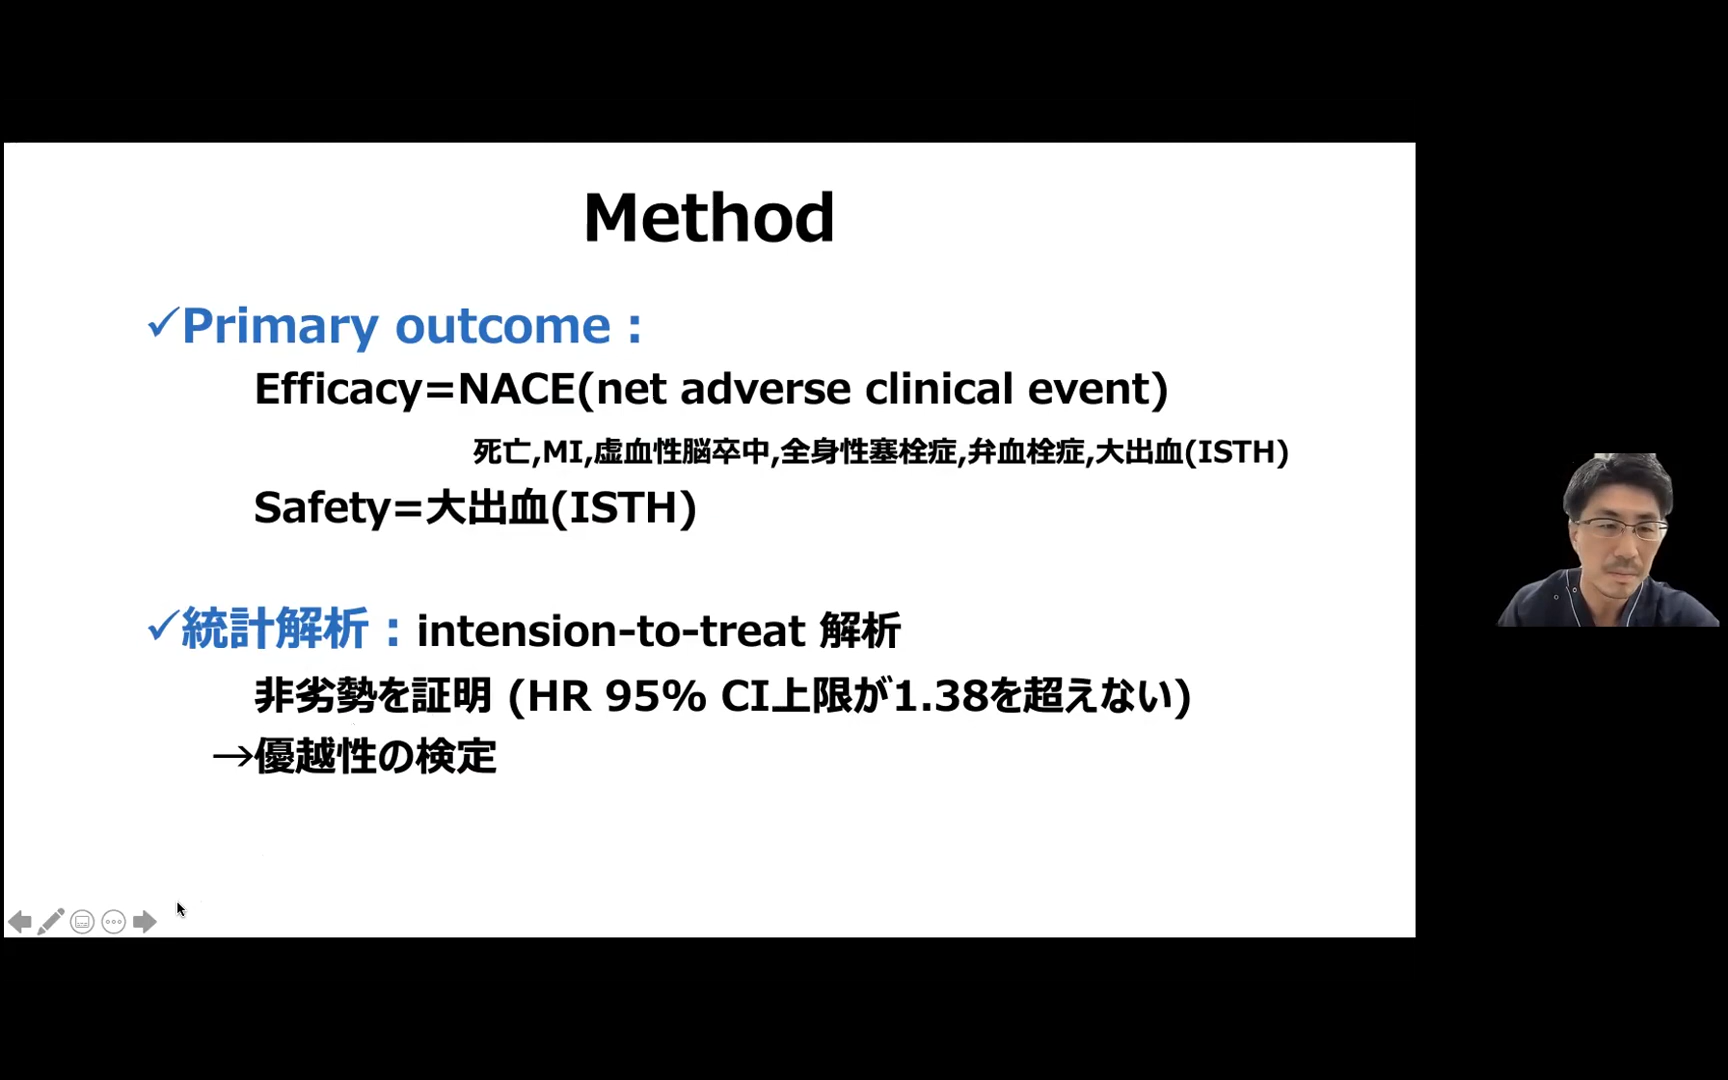 Method
✓Primary outcome :
Efficacy=NACE(net adverse clinical event)
死亡,MI,虚血性脳卒中,全身性塞栓症,弁血栓症,大出血(ISTH)
Safety=大出血(ISTH)
✓統計解析 : intension-to-treat 解析
非劣勢を証明 (HR 95% CI上限が1.38を超えない)
→優越性の検定